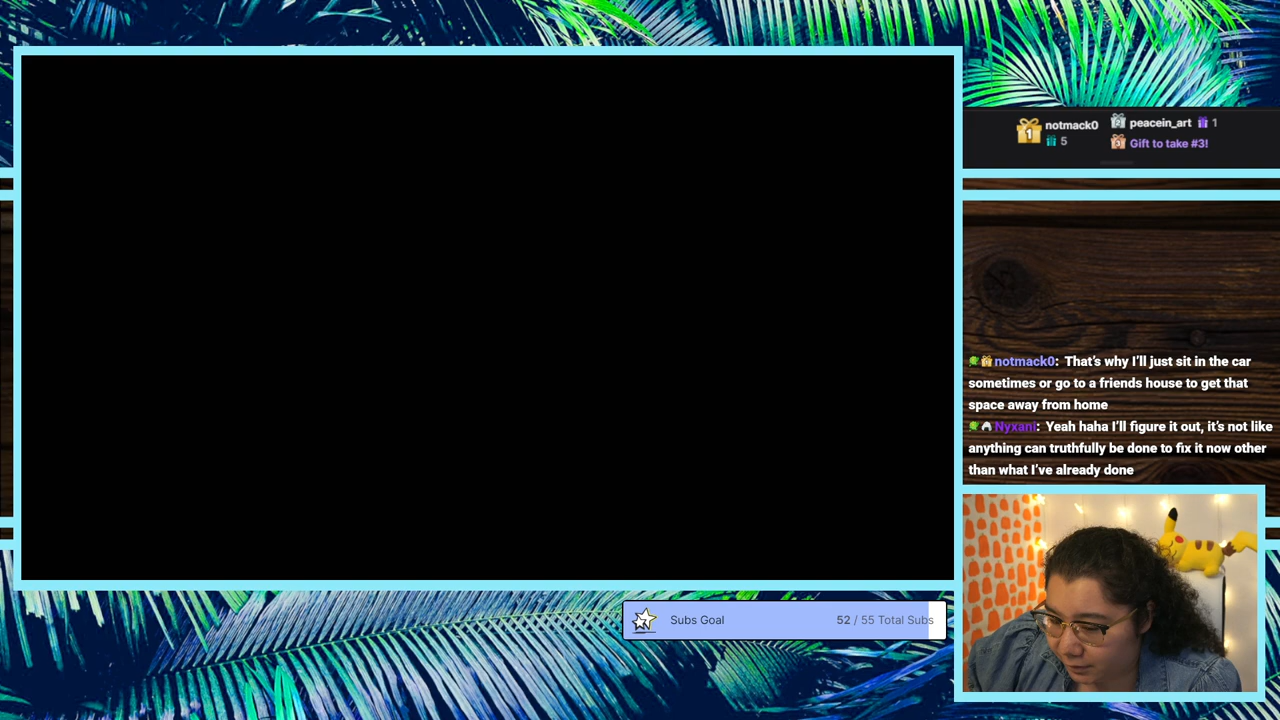 notmack0
5
peacein_art 1
Gift to take #3!
notmack0: That's why I'll just sit in the car
sometimes or go to a friends house to get that
space away from home
Nyxani: Yeah haha I'll figure it out, it's not like
anything can truthfully be done to fix it now other
than what I've already done
Subs Goal 52 / 55 Total Subs